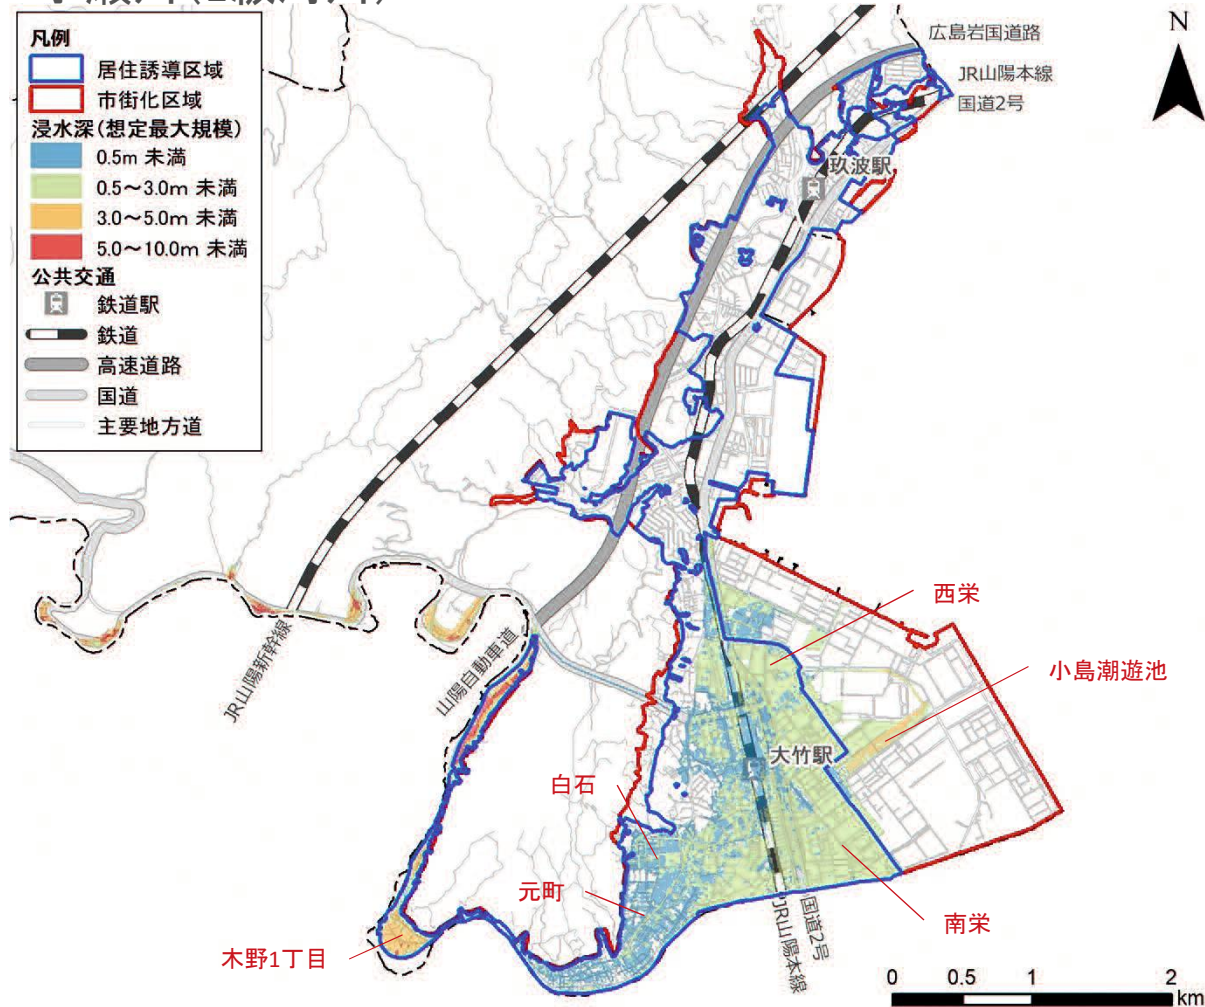 凡例
居住誘導区域
市街化区域
浸水深(想定最大規模)
0.5m 未満
0.5～3.0m 未満
3.0～5.0m 未満
5.0～10.0m 未満
公共交通
鉄道駅
鉄道
高速道路
国道
主要地方道
N
広島岩国道路
JR山陽本線
国道2号
玖波駅
西栄
小島潮遊池
JR山陽新幹線
山陽自動車道
大竹駅
白石
元町
南栄
木野1丁目
国道2号
JR山陽本線
0 0.5 1 2
km